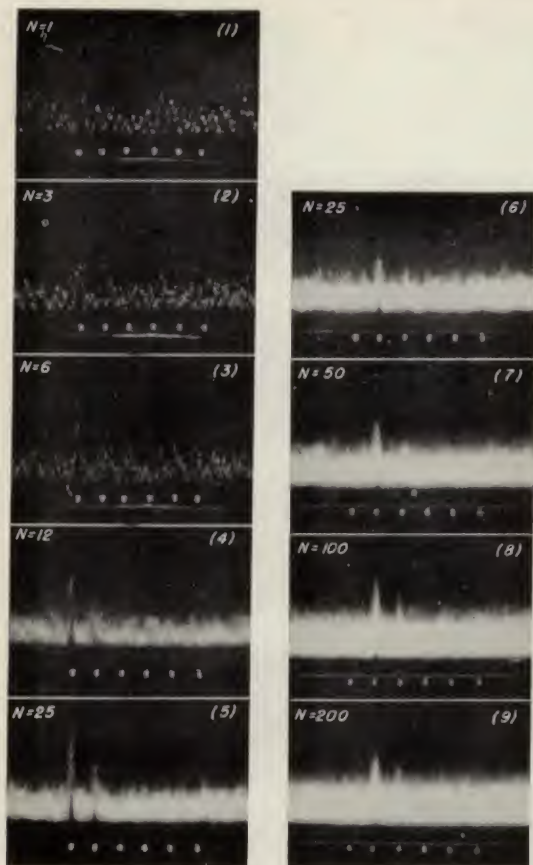 N=1 (1)
N=3 (2)
N=6 (3)
N=12 (4)
N=25 (5)
N=25 (6)
N=50 (7)
N=100 (8)
N=200 (9)